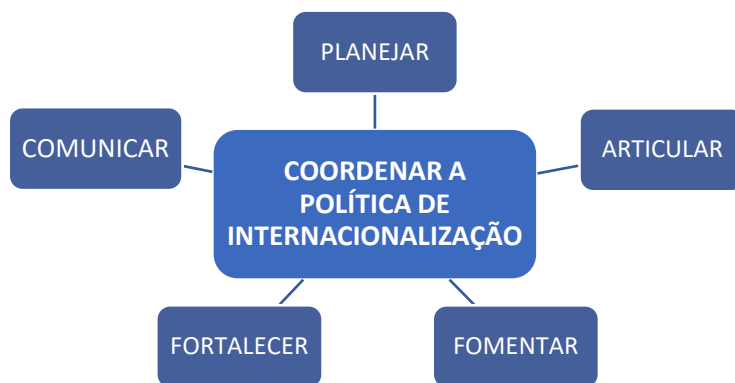 PLANEJAR
COMUNICAR
ARTICULAR
COORDENAR A
POLÍTICA DE
INTERNACIONALIZAÇÃO
FORTALECER
FOMENTAR